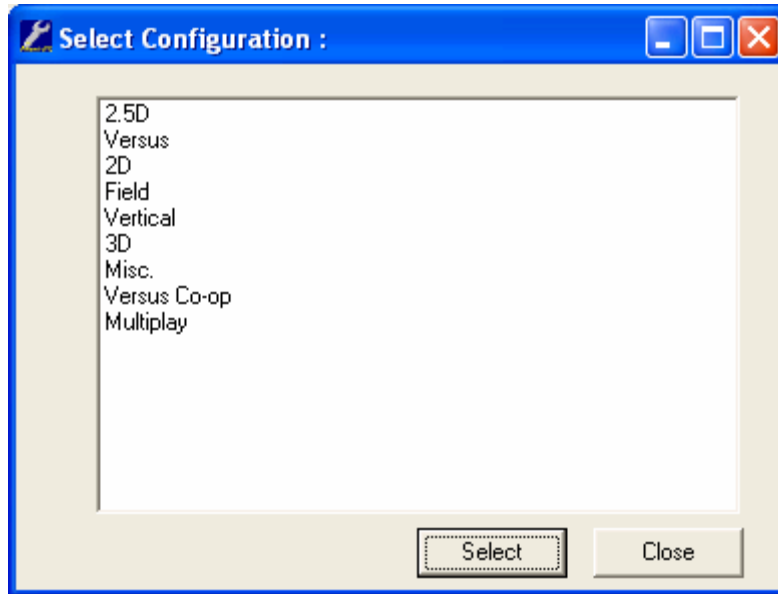 Select Configuration :
2.5D
Versus
2D
Field
Vertical
3D
Misc.
Versus Co-op
Multiplay
Select
Close